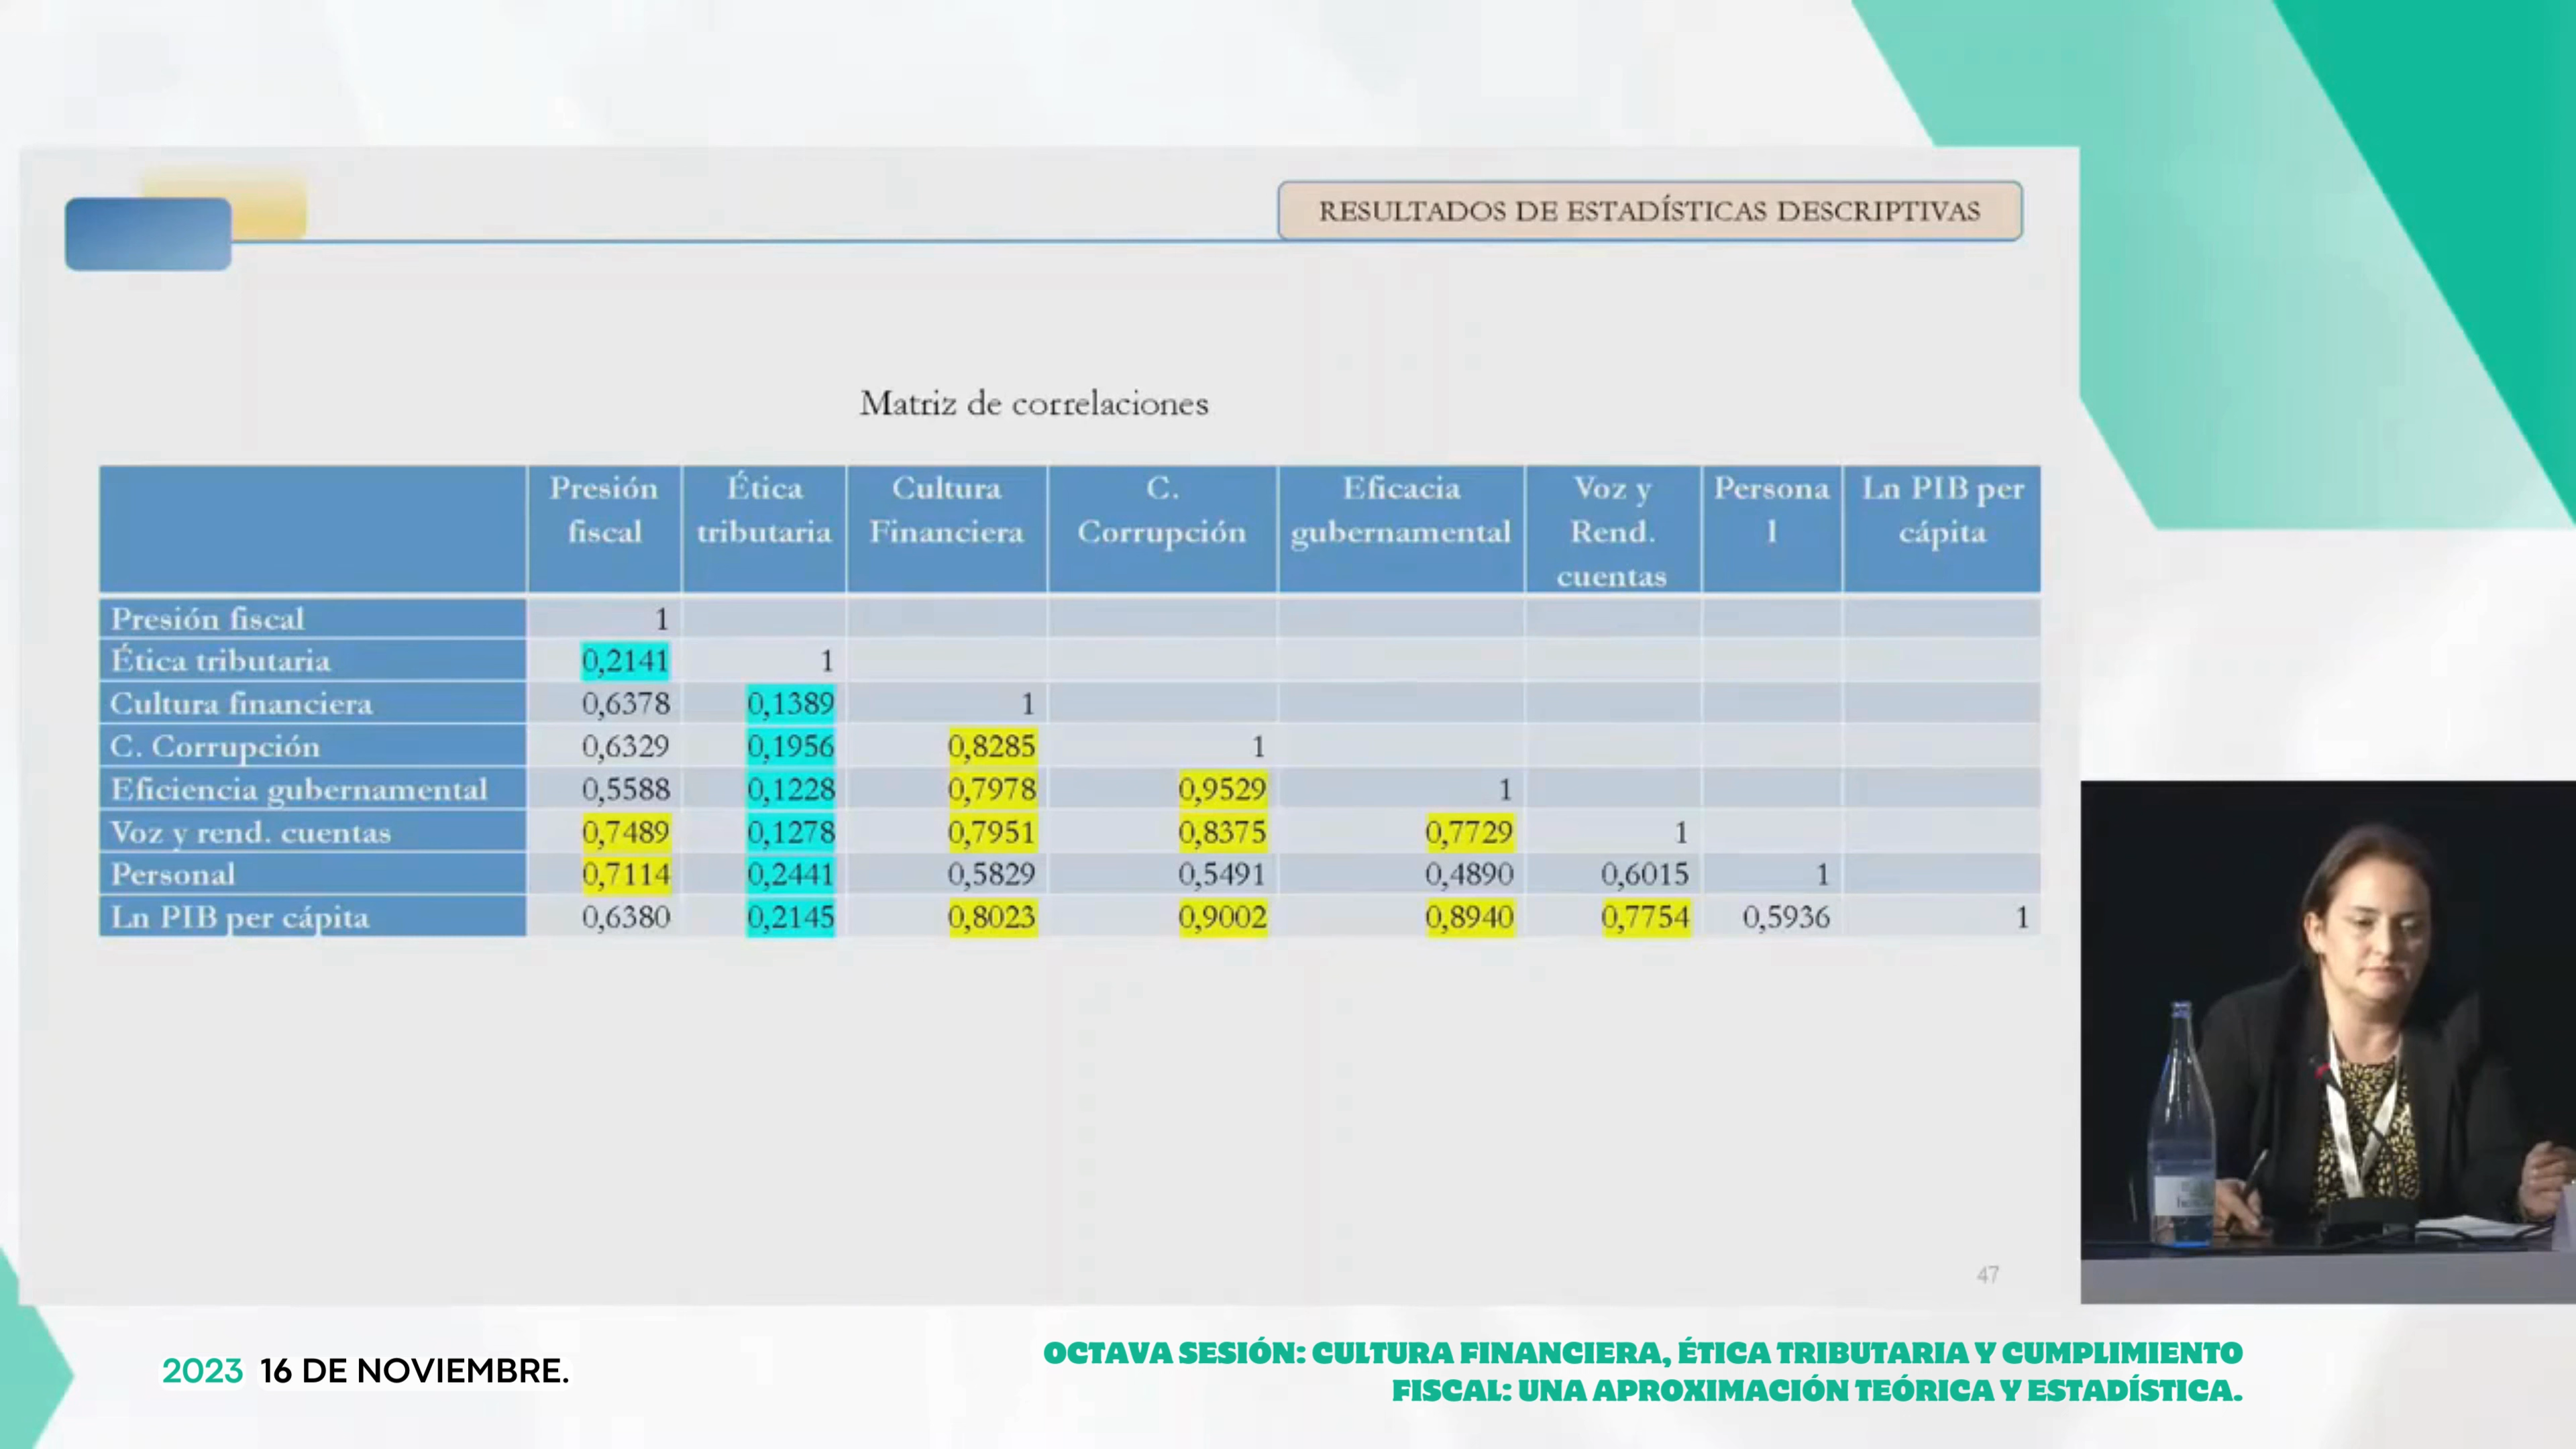 RESULTADOS DE ESTADÍSTICAS DESCRIPTIVAS
Matriz de correlaciones
Presión fiscal Ética tributaria Cultura Financiera C. Corrupción Eficacia gubernamental Voz y Rend. cuentas Persona l Ln PIB per cápita
Presión fiscal 1
Ética tributaria 0,2141 1
Cultura financiera 0,6378 0,1389 1
C. Corrupción 0,6329 0,1956 0,8285 1
Eficiencia gubernamental 0,5588 0,1228 0,7978 0,9529 1
Voz y rend. cuentas 0,7489 0,1278 0,7951 0,8375 0,7729 1
Personal 0,7114 0,2441 0,5829 0,5491 0,4890 0,6015 1
Ln PIB per cápita 0,6380 0,2145 0,8023 0,9002 0,8940 0,7754 0,5936 1
47
2023 16 DE NOVIEMBRE.
OCTAVA SESIÓN: CULTURA FINANCIERA, ÉTICA TRIBUTARIA Y CUMPLIMIENTO
FISCAL: UNA APROXIMACIÓN TEÓRICA Y ESTADÍSTICA.